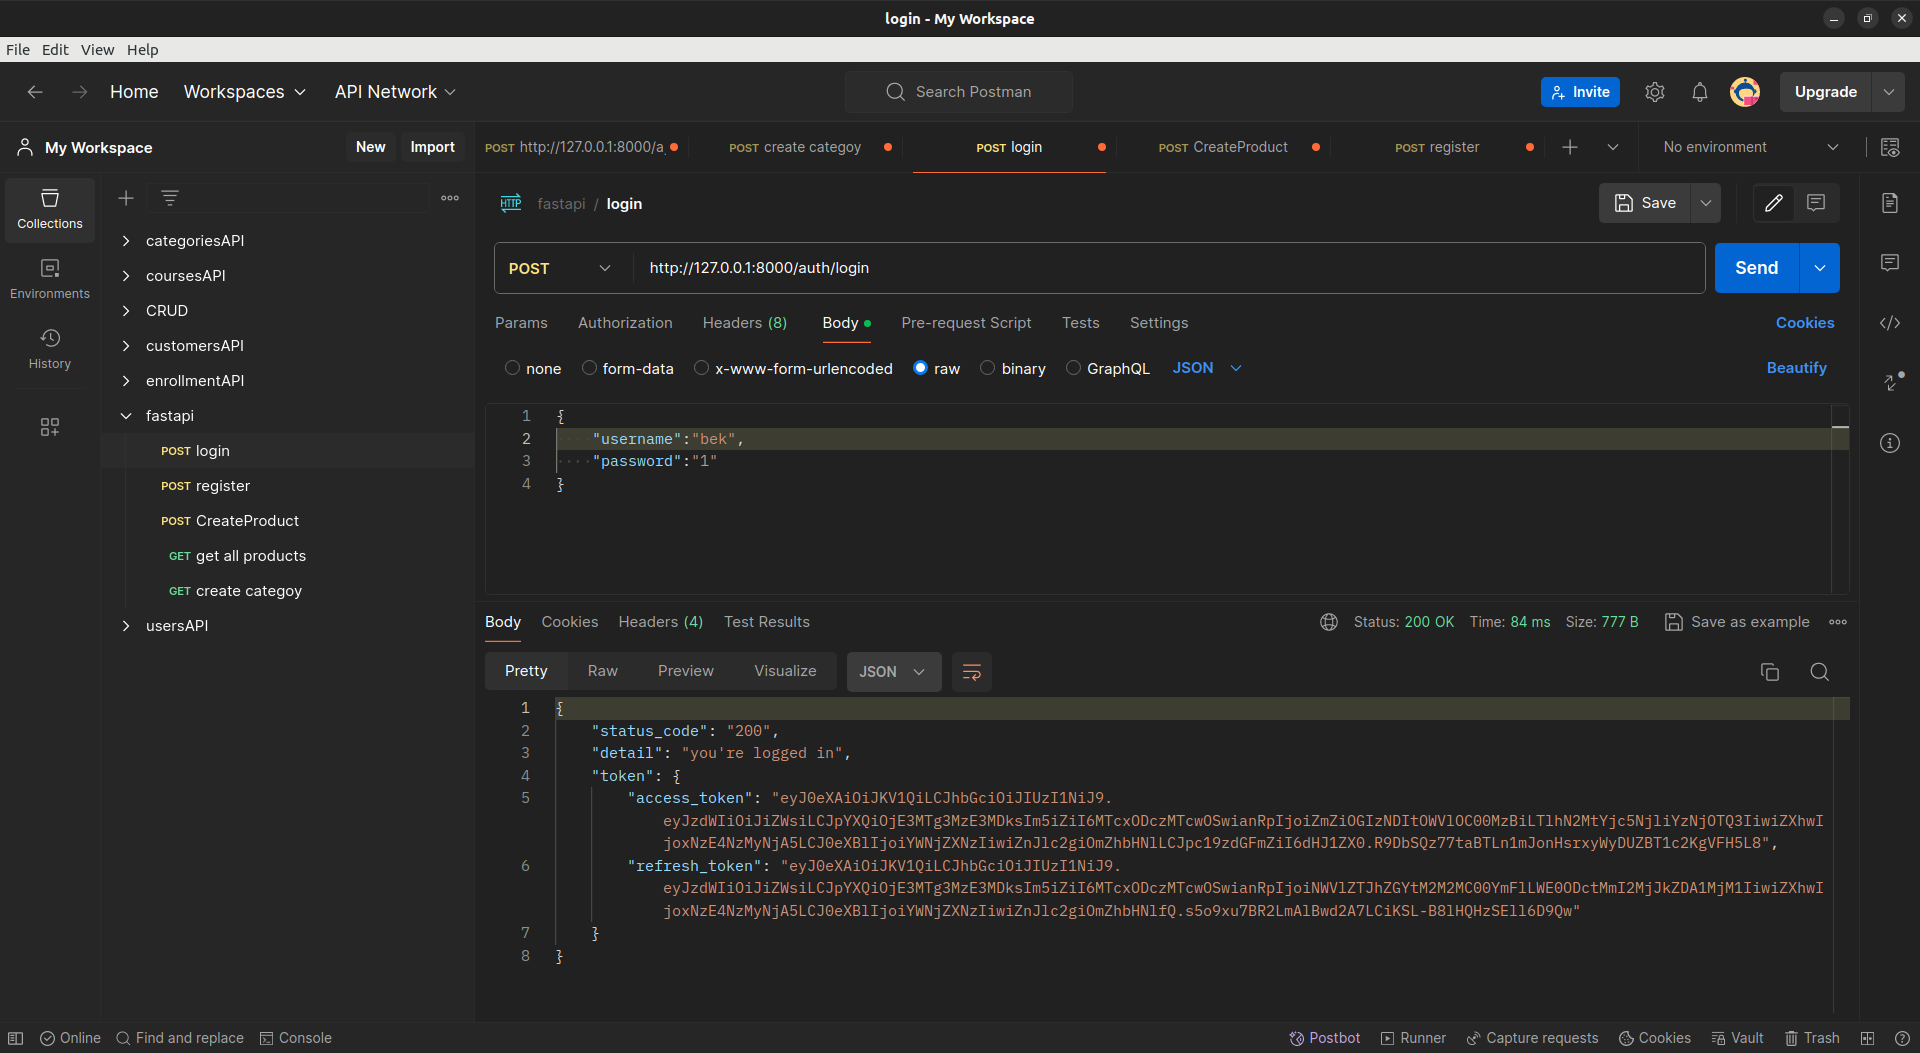 login - My Workspace
File Edit View Help
Home Workspaces API Network Search Postman Invite Upgrade
My Workspace New Import
POST http://127.0.0.1:8000/a POST create categoy POST login POST CreateProduct POST register No environment
Collections
Environments
History
categoriesAPI
coursesAPI
CRUD
customersAPI
enrollmentAPI
fastapi
POST login
POST register
POST CreateProduct
GET get all products
GET create categoy
usersAPI
HTTP fastapi / login Save
POST http://127.0.0.1:8000/auth/login Send
Params Authorization Headers (8) Body Pre-request Script Tests Settings Cookies
none form-data x-www-form-urlencoded raw binary GraphQL JSON Beautify
1 {
2 "username":"bek",
3 "password":"1"
4 }
Body Cookies Headers (4) Test Results Status: 200 OK Time: 84 ms Size: 777 B Save as example
Pretty Raw Preview Visualize JSON
1 {
2 "status_code": "200",
3 "detail": "you're logged in",
4 "token": {
5 "access_token": "eyJ0eXAiOiJKV1QiLCJhbGciOiJIUzI1NiJ9.
eyJzdWIiOiJiZWsiLCJpYXQiOjE3MTg3MzE3MDksIm5iZiI6MTcxODczMTcwOSwianRpIjoiZmZiOGIzNDItOWVlOC00MzBiLTlhN2MtYjc5NjliYzNjOTQ3IiwiZXhwI
joxNzE4NzMyNjA5LCJ0eXBlIjoiYWNjZXNzIiwiZnJlc2giOmZhbHNlLCJpc19zdGFmZiI6dHJ1ZX0.R9DbSQz77taBTLn1mJonHsrxyWyDUZBT1c2KgVFH5L8",
6 "refresh_token": "eyJ0eXAiOiJKV1QiLCJhbGciOiJIUzI1NiJ9.
eyJzdWIiOiJiZWsiLCJpYXQiOjE3MTg3MzE3MDksIm5iZiI6MTcxODczMTcwOSwianRpIjoiNWVlZTJhZGYtM2M2MC00YmFlLWE0ODctMmI2MjJkZDA1MjM1IiwiZXhwI
joxNzE4NzMyNjA5LCJ0eXBlIjoiYWNjZXNzIiwiZnJlc2giOmZhbHNlfQ.s5o9xu7BR2LmAlBwd2A7LCiKSL-B8lHQHzSEll6D9Qw"
7 }
8 }
Online Find and replace Console Postbot Runner Capture requests Cookies Vault Trash